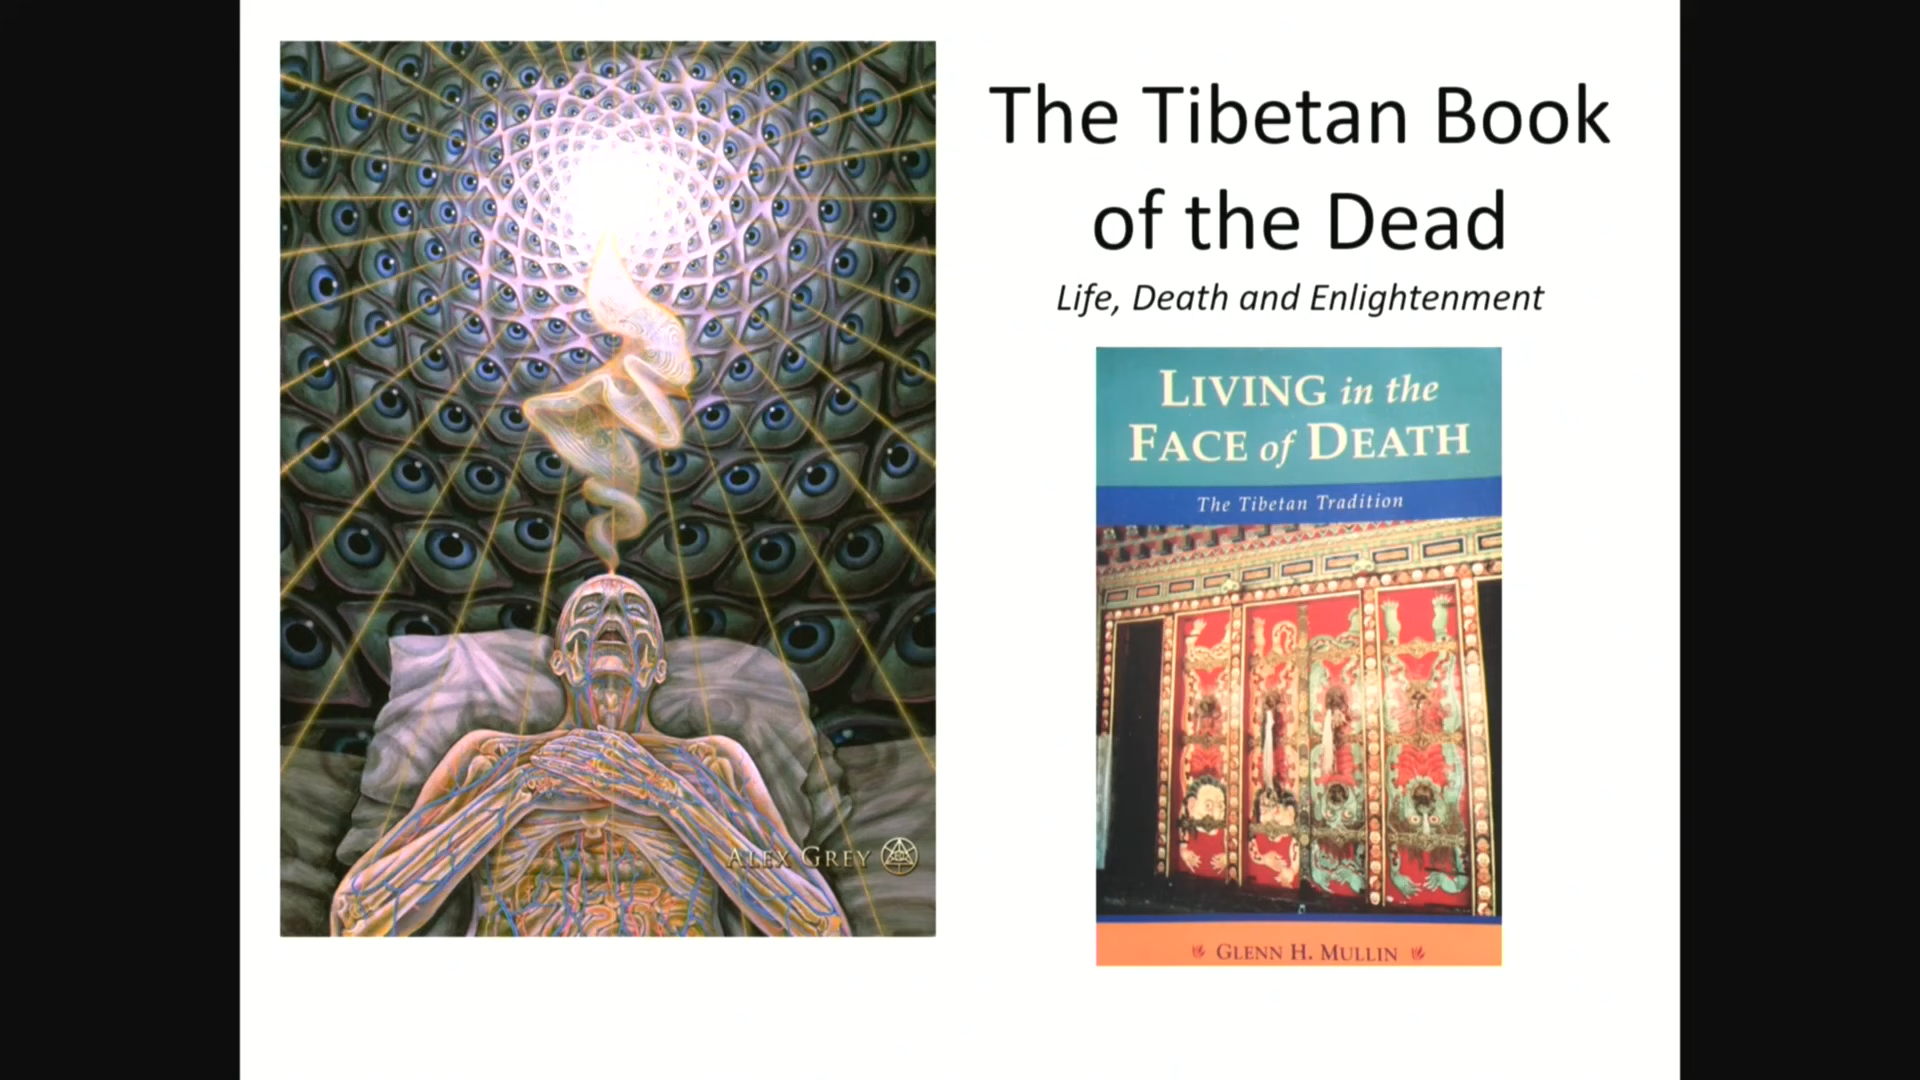 The Tibetan Book
of the Dead
Life, Death and Enlightenment
LIVING in the
FACE of DEATH
The Tibetan Tradition
GLENN H. MULLIN
ALEX GREY